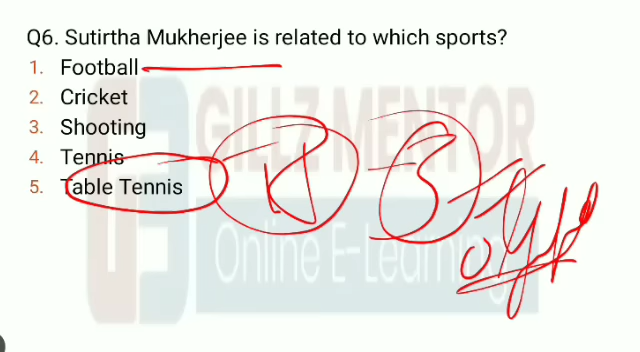 Q6. Sutirtha Mukherjee is related to which sports?
1. Football
2. Cricket
3. Shooting
4. Tennis
5. Table Tennis
GILLZ MENTOR
Online E-Learning